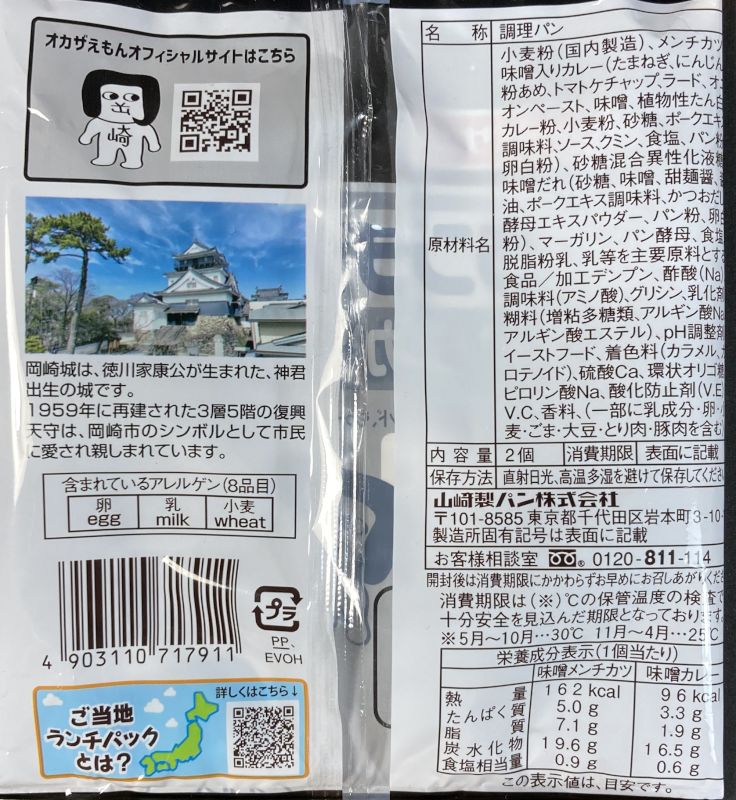 オカザえもんオフィシャルサイトはこちら
崎
岡崎城は、徳川家康公が生まれた、神君
出生の城です。
1959年に再建された3層5階の復興
天守は、岡崎市のシンボルとして市民
に愛され親しまれています。
含まれているアレルゲン(8品目)
卵 乳 小麦
egg milk wheat
4 903110 717911
プラ
PP、
EVOH
ご当地
ランチパック
とは?
詳しくはこちら↓
名 称 調理パン
原材料名
小麦粉(国内製造)、メンチカツ
味噌入りカレー(たまねぎ、にんじん
粉あめ、トマトケチャップ、ラード、オニ
オンペースト、味噌、植物性たん白
カレー粉、小麦粉、砂糖、ポークエキ
調味料、ソース、クミン、食塩、パン粉
卵白粉)、砂糖混合異性化液糖
味噌だれ(砂糖、味噌、甜麺醤、
油、ポークエキス調味料、かつおだし
酵母エキスパウダー、パン粉、卵白
粉)、マーガリン、パン酵母、食塩
脱脂粉乳、乳等を主要原料とする
食品/加工デンプン、酢酸(Na)
調味料(アミノ酸)、グリシン、乳化剤
糊料(増粘多糖類、アルギン酸Na
アルギン酸エステル)、pH調整剤
イーストフード、着色料(カラメル、カ
ロテノイド)、硫酸Ca、環状オリゴ糖
ピロリン酸Na、酸化防止剤(V.E
V.C、香料、(一部に乳成分・卵・小
麦・ごま・大豆・とり肉・豚肉を含む)
内 容 量 2個 消費期限 表面に記載
保存方法 直射日光、高温多湿を避けて保存してくださ
山崎製パン株式会社
〒101-8585 東京都千代田区岩本町3-10-
製造所固有記号は表面に記載
お客様相談室 0120-811-114
開封後は消費期限にかかわらずお早めにお召しあがりくださ
消費期限は(※)℃の保管温度の検査で
十分安全を見込んだ期限となっております。
※5月~10月…30℃ 11月~4月…25℃
栄養成分表示(1個当たり)
味噌メンチカツ 味噌カレー
熱 量 162 kcal 96 kcal
たんぱく質 5.0 g 3.3 g
脂 質 7.1 g 1.9 g
炭水化物 19.6 g 16.5 g
食塩相当量 0.9 g 0.6 g
この表示値は、目安です。